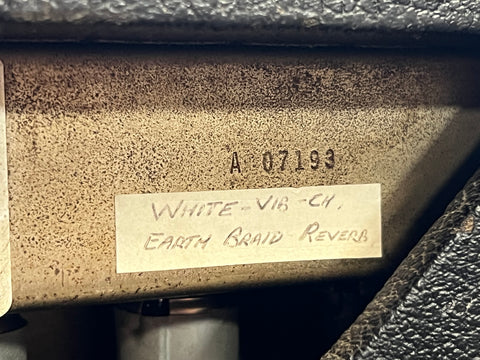 A 07193
WHITE-VIB-CH.
EARTH BRAID REVERB